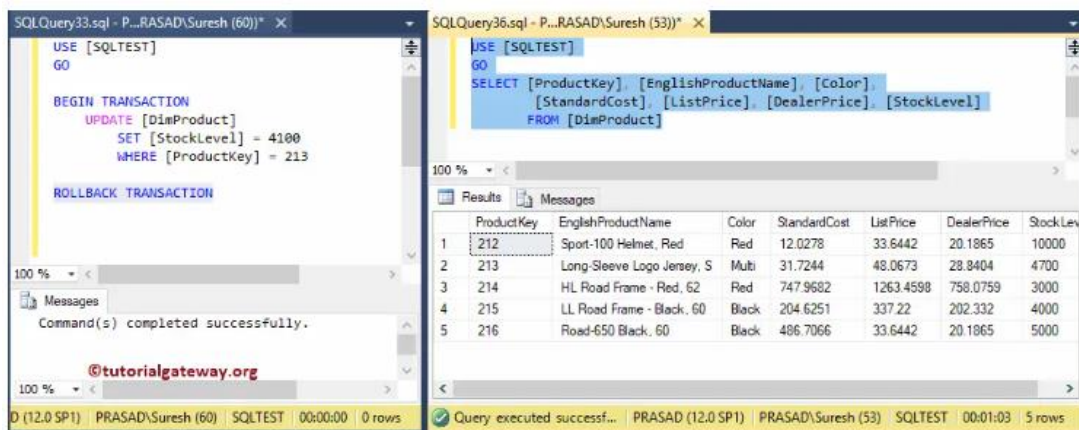 SQLQuery33.sql - P...RASAD\Suresh (60))*
USE [SQLTEST]
GO
BEGIN TRANSACTION
UPDATE [DimProduct]
SET [StockLevel] = 4100
WHERE [ProductKey] = 213
ROLLBACK TRANSACTION
100 %
Messages
Command(s) completed successfully.
©tutorialgateway.org
100 %
D (12.0 SP1) PRASAD\Suresh (60) SQLTEST 00:00:00 0 rows
SQLQuery36.sql - P...RASAD\Suresh (53))*
USE [SQLTEST]
GO
SELECT [ProductKey], [EnglishProductName], [Color],
[StandardCost], [ListPrice], [DealerPrice], [StockLevel]
FROM [DimProduct]
100 %
Results Messages
ProductKey EnglishProductName Color StandardCost ListPrice DealerPrice StockLev
1 212 Sport-100 Helmet, Red Red 12.0278 33.6442 20.1865 10000
2 213 Long-Sleeve Logo Jersey, S Multi 31.7244 48.0673 28.8404 4700
3 214 HL Road Frame - Red, 62 Red 747.9682 1263.4598 758.0759 3000
4 215 LL Road Frame - Black, 60 Black 204.6251 337.22 202.332 4000
5 216 Road-650 Black, 60 Black 486.7066 33.6442 20.1865 5000
Query executed successf... PRASAD (12.0 SP1) PRASAD\Suresh (53) SQLTEST 00:01:03 5 rows